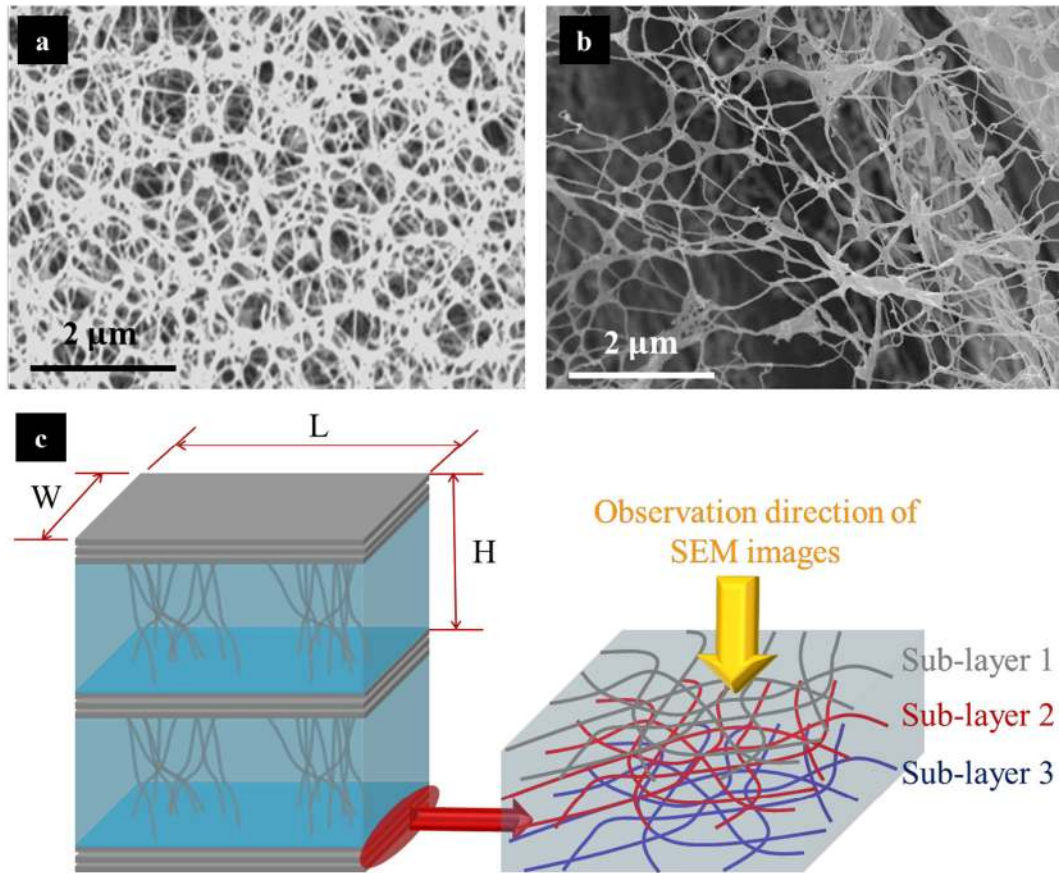 a
b
2 μm
2 μm
c
L
W
H
Observation direction of
SEM images
Sub-layer 1
Sub-layer 2
Sub-layer 3